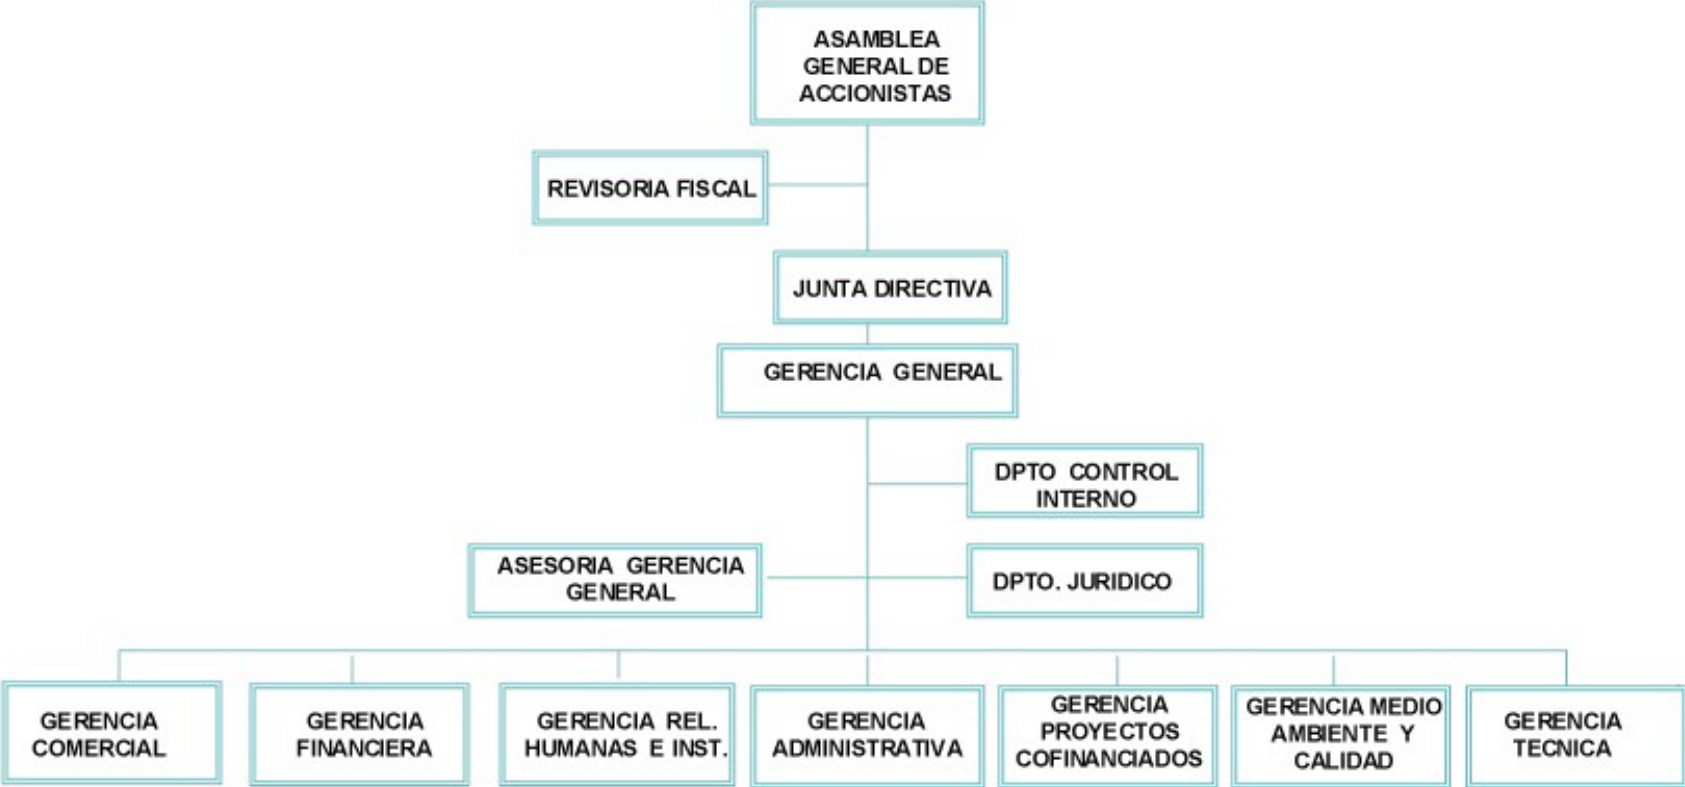 ASAMBLEA
GENERAL DE
ACCIONISTAS
REVISORIA FISCAL
JUNTA DIRECTIVA
GERENCIA GENERAL
DPTO CONTROL
INTERNO
ASESORIA GERENCIA
GENERAL
DPTO. JURIDICO
GERENCIA
COMERCIAL
GERENCIA
FINANCIERA
GERENCIA REL.
HUMANAS E INST.
GERENCIA
ADMINISTRATIVA
GERENCIA
PROYECTOS
COFINANCIADOS
GERENCIA MEDIO
AMBIENTE Y
CALIDAD
GERENCIA
TECNICA